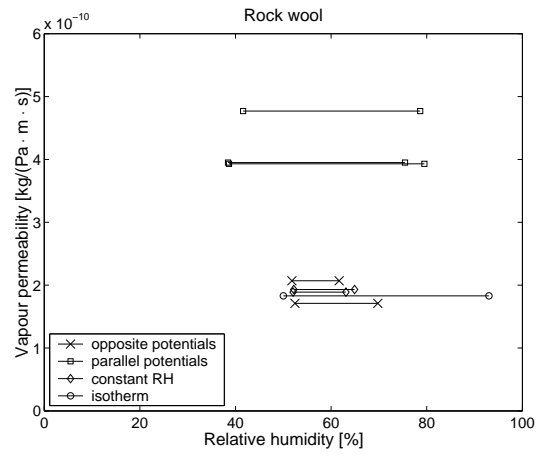 Rock wool
6 x 10⁻¹⁰
5
4
3
2
1
0
Vapour permeability [kg/(Pa · m · s)]
opposite potentials
parallel potentials
constant RH
isotherm
0
20
40
60
80
100
Relative humidity [%]